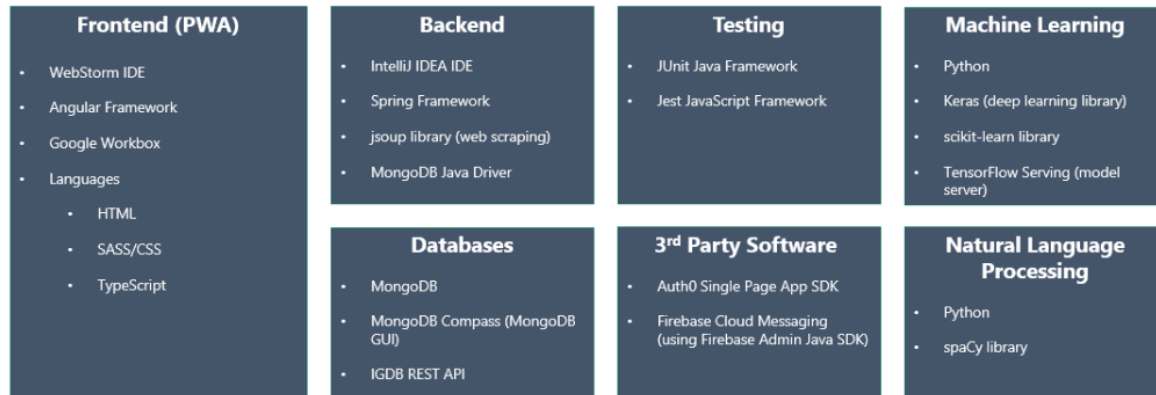 Frontend (PWA)
• WebStorm IDE
• Angular Framework
• Google Workbox
• Languages
• HTML
• SASS/CSS
• TypeScript
Backend
• IntelliJ IDEA IDE
• Spring Framework
• jsoup library (web scraping)
• MongoDB Java Driver
Testing
• JUnit Java Framework
• Jest JavaScript Framework
Machine Learning
• Python
• Keras (deep learning library)
• scikit-learn library
• TensorFlow Serving (model
server)
Databases
• MongoDB
• MongoDB Compass (MongoDB
GUI)
• IGDB REST API
3rd Party Software
• Auth0 Single Page App SDK
• Firebase Cloud Messaging
(using Firebase Admin Java SDK)
Natural Language
Processing
• Python
• spaCy library